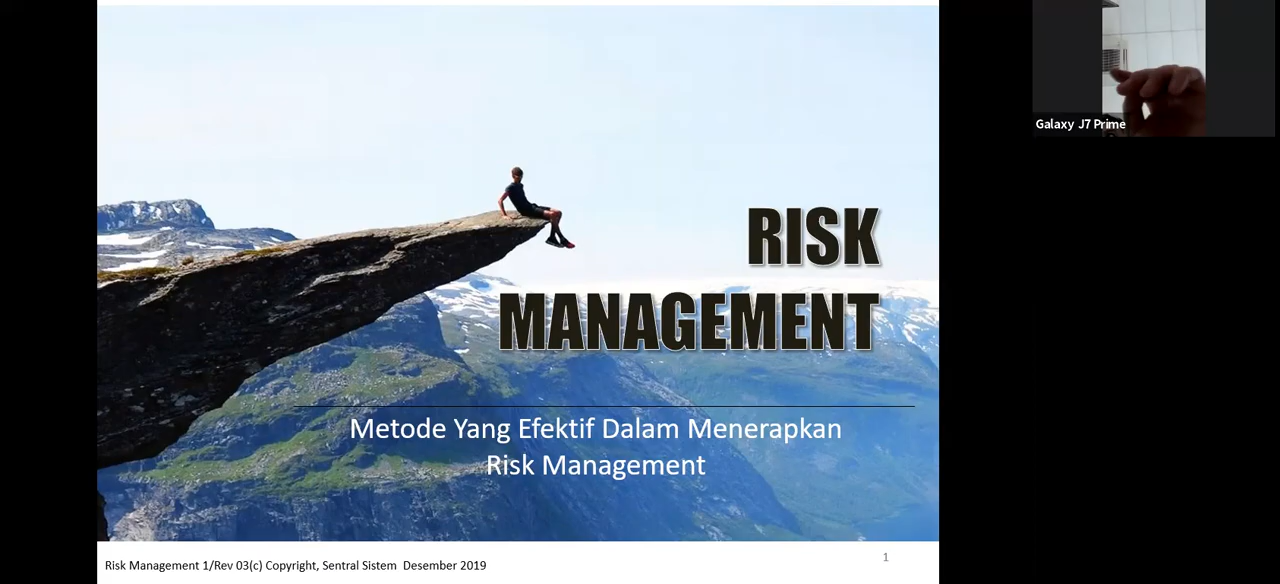 RISK
MANAGEMENT
Metode Yang Efektif Dalam Menerapkan
Risk Management
Risk Management 1/Rev 03(c) Copyright, Sentral Sistem Desember 2019
1
Galaxy J7 Prime